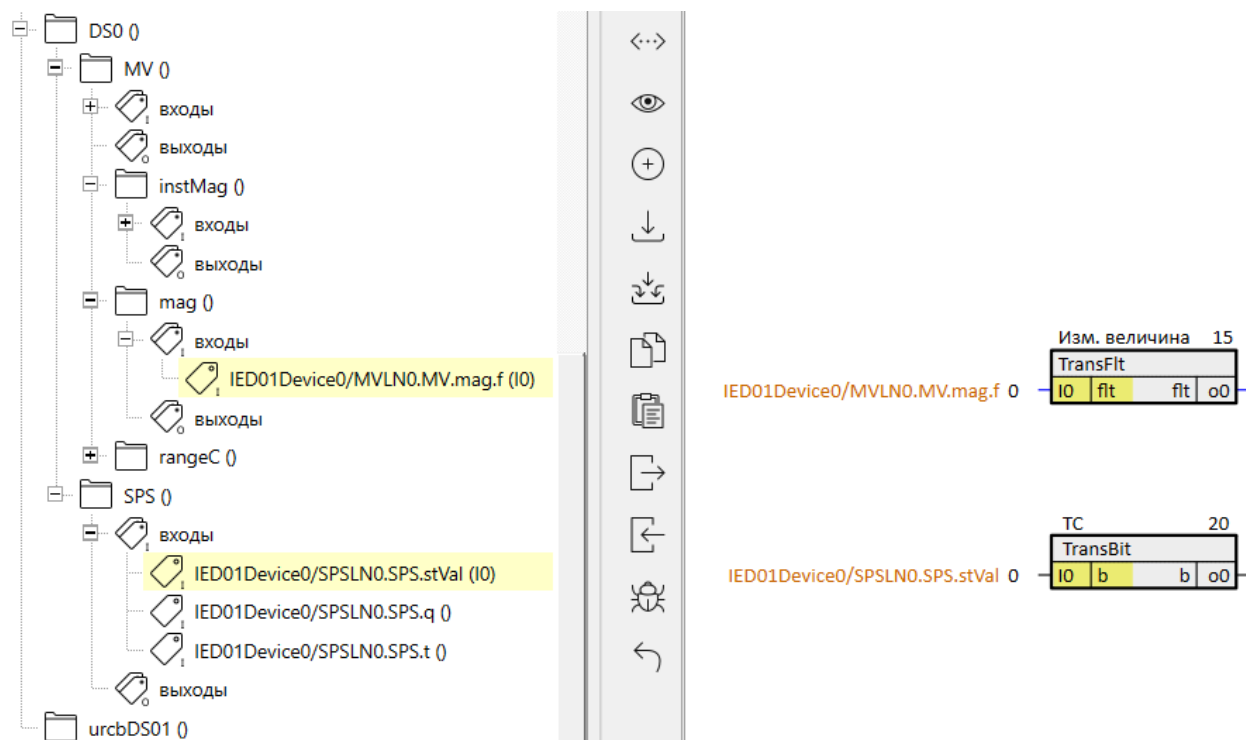 DS0 ()
MV ()
входы
выходы
instMag ()
входы
выходы
mag ()
входы
IED01Device0/MVLN0.MV.mag.f (I0)
выходы
rangeC ()
SPS ()
входы
IED01Device0/SPSLN0.SPS.stVal (I0)
IED01Device0/SPSLN0.SPS.q ()
IED01Device0/SPSLN0.SPS.t ()
выходы
urcbDS01 ()
Изм. величина 15
TransFlt
IED01Device0/MVLN0.MV.mag.f 0 I0 flt flt o0
ТС 20
TransBit
IED01Device0/SPSLN0.SPS.stVal 0 I0 b b o0